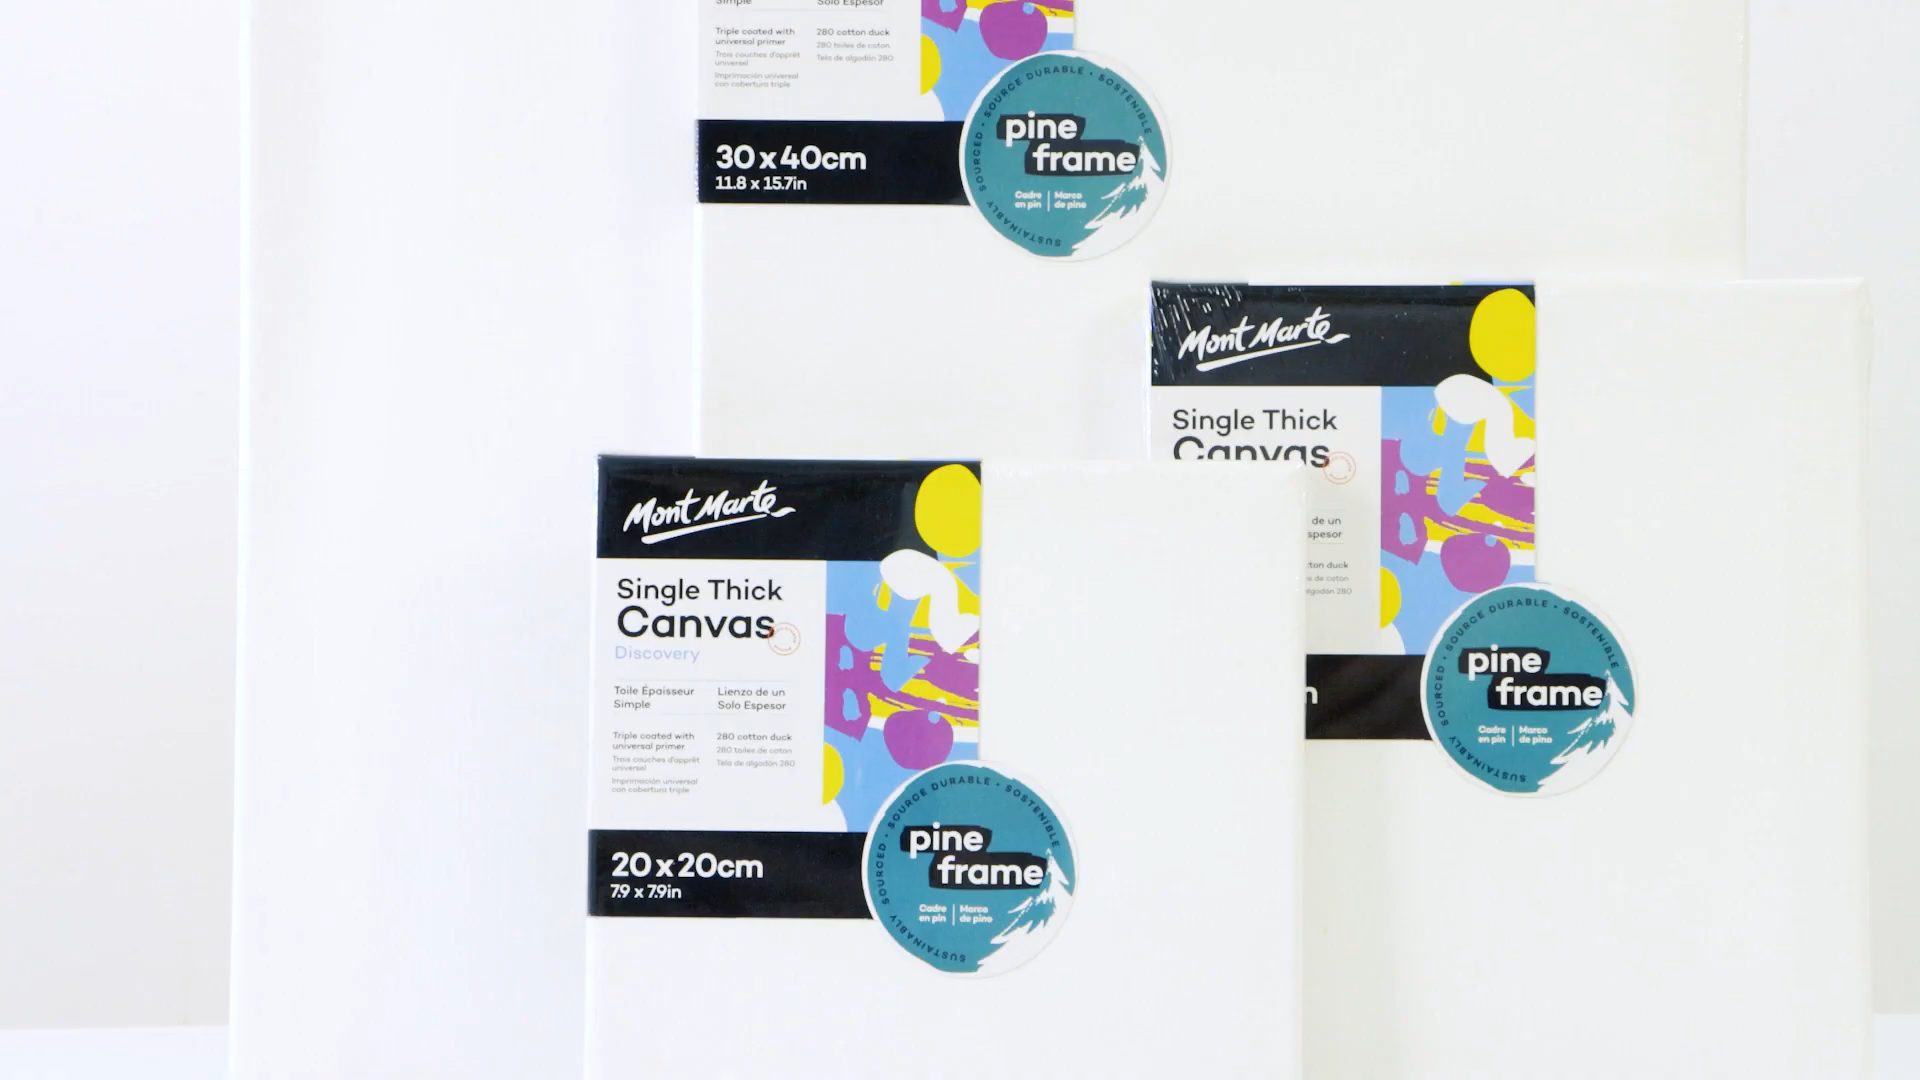 Simple
Solo Espesor
Triple coated with
universal primer
Trois couches d'apprêt
universel
Imprimación universal
con cobertura triple
280 cotton duck
280 toiles de coton
Tela de algodón 280
30 x 40cm
11.8 x 15.7in
SUSTAINABLY SOURCED • SOURCE DURABLE • SOSTENIBLE
pine
frame
Cadre
en pin
Marco
de pino
Mont Marte
Single Thick
Canvas
de un
spesor
ton duck
es de coton
algodón 280
SUSTAINABLY SOURCED • SOURCE DURABLE • SOSTENIBLE
pine
frame
Cadre
en pin
Marco
de pino
Mont Marte
Single Thick
Canvas
Discovery
Toile Épaisseur
Simple
Lienzo de un
Solo Espesor
Triple coated with
universal primer
Trois couches d'apprêt
universel
Imprimación universal
con cobertura triple
280 cotton duck
280 toiles de coton
Tela de algodón 280
20 x 20cm
7.9 x 7.9in
SUSTAINABLY SOURCED • SOURCE DURABLE • SOSTENIBLE
pine
frame
Cadre
en pin
Marco
de pino